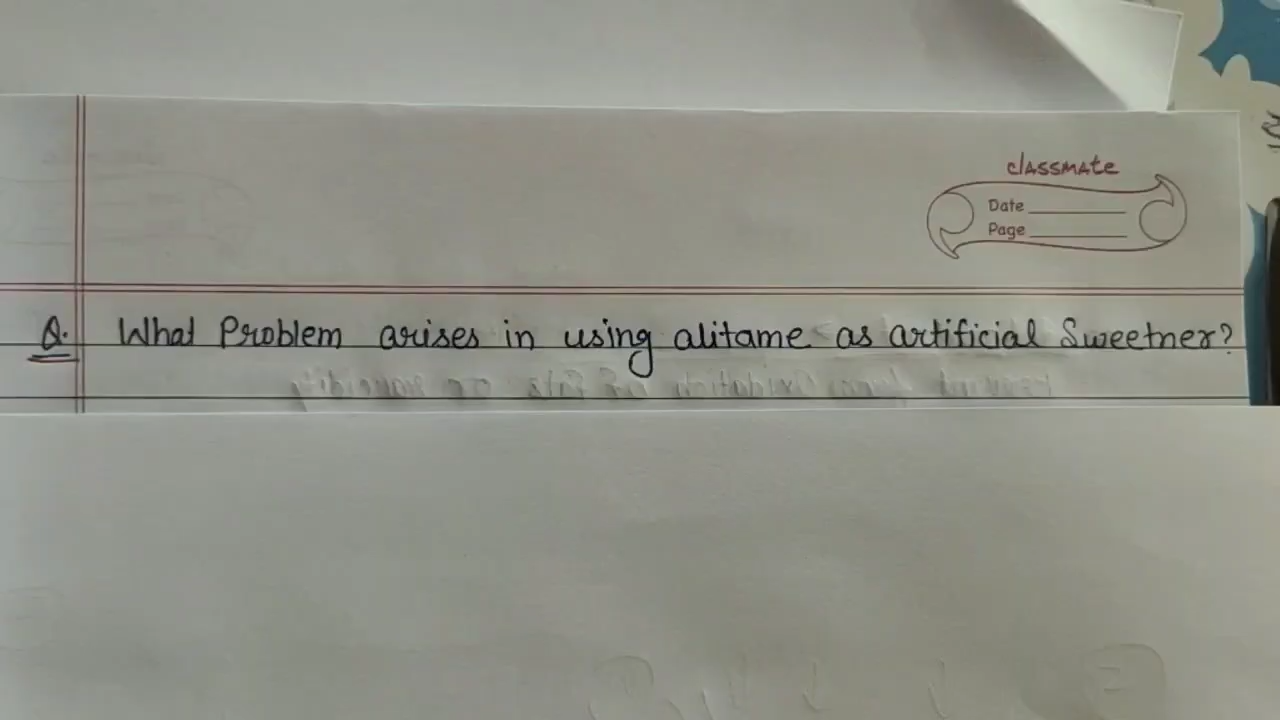 classmate
Date
Page
Q. What Problem arises in using alitame as artificial Sweetner?